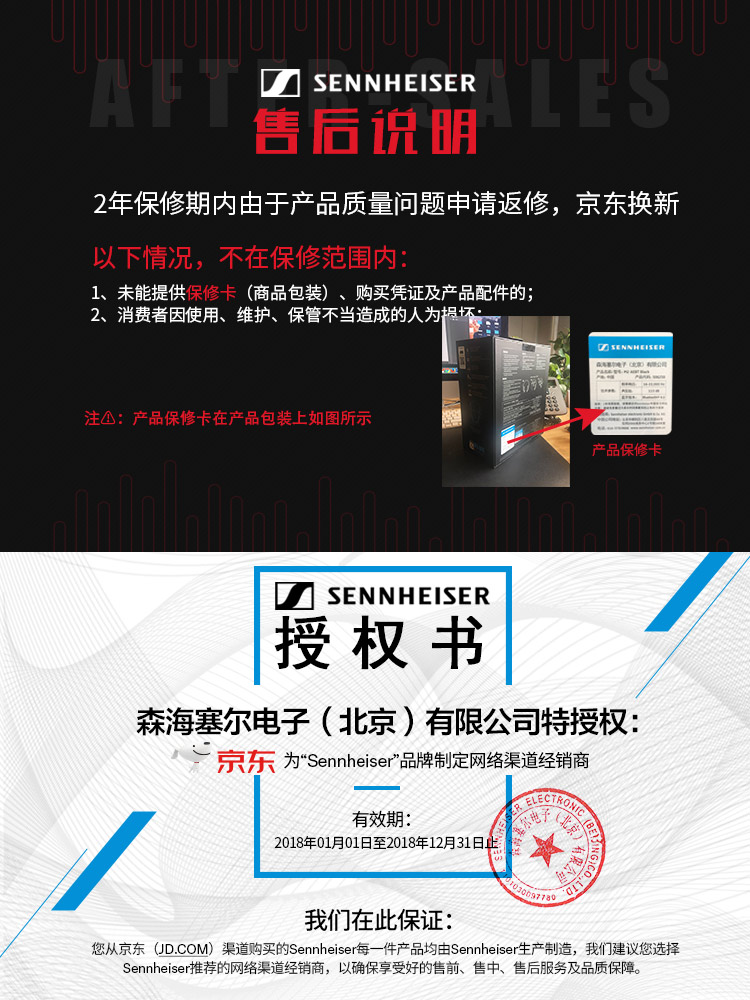 AFTER-SALES
SENNHEISER
售后说明
2年保修期内由于产品质量问题申请返修，京东换新
以下情况，不在保修范围内：
1、未能提供保修卡（商品包装）、购买凭证及产品配件的；
2、消费者因使用、维护、保管不当造成的人为损坏；
SENNHEISER
森海塞尔电子（北京）有限公司
注⚠：产品保修卡在产品包装上如图所示
产品保修卡
SENNHEISER
授权书
森海塞尔电子（北京）有限公司特授权：
京东 为“Sennheiser”品牌制定网络渠道经销商
有效期：
2018年01月01日至2018年12月31日止
SENNHEISER ELECTRONIC (BEIJING) CO.,LTD.
森海塞尔电子（北京）有限公司
我们在此保证：
您从京东（JD.COM）渠道购买的Sennheiser每一件产品均由Sennheiser生产制造，我们建议您选择
Sennheiser推荐的网络渠道经销商，以确保享受好的售前、售中、售后服务及品质保障。